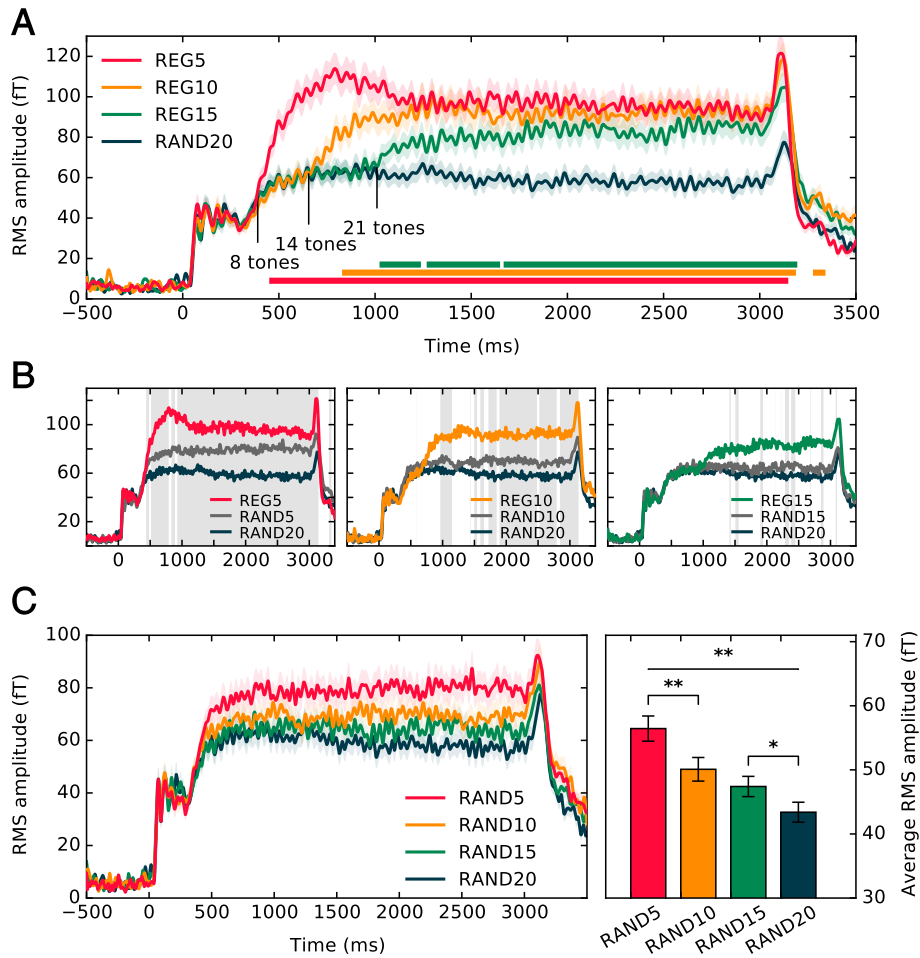 A
RMS amplitude (fT)
120
100
80
60
40
20
0
REG5
REG10
REG15
RAND20
8 tones
14 tones
21 tones
−500 0 500 1000 1500 2000 2500 3000 3500
Time (ms)
B
100
60
20
REG5
RAND5
RAND20
0 1000 2000 3000
REG10
RAND10
RAND20
0 1000 2000 3000
REG15
RAND15
RAND20
0 1000 2000 3000
C
RMS amplitude (fT)
100
80
60
40
20
0
RAND5
RAND10
RAND15
RAND20
−500 0 500 1000 1500 2000 2500 3000
Time (ms)
**
**
*
70
60
50
40
30
Average RMS amplitude (fT)
RAND5
RAND10
RAND15
RAND20